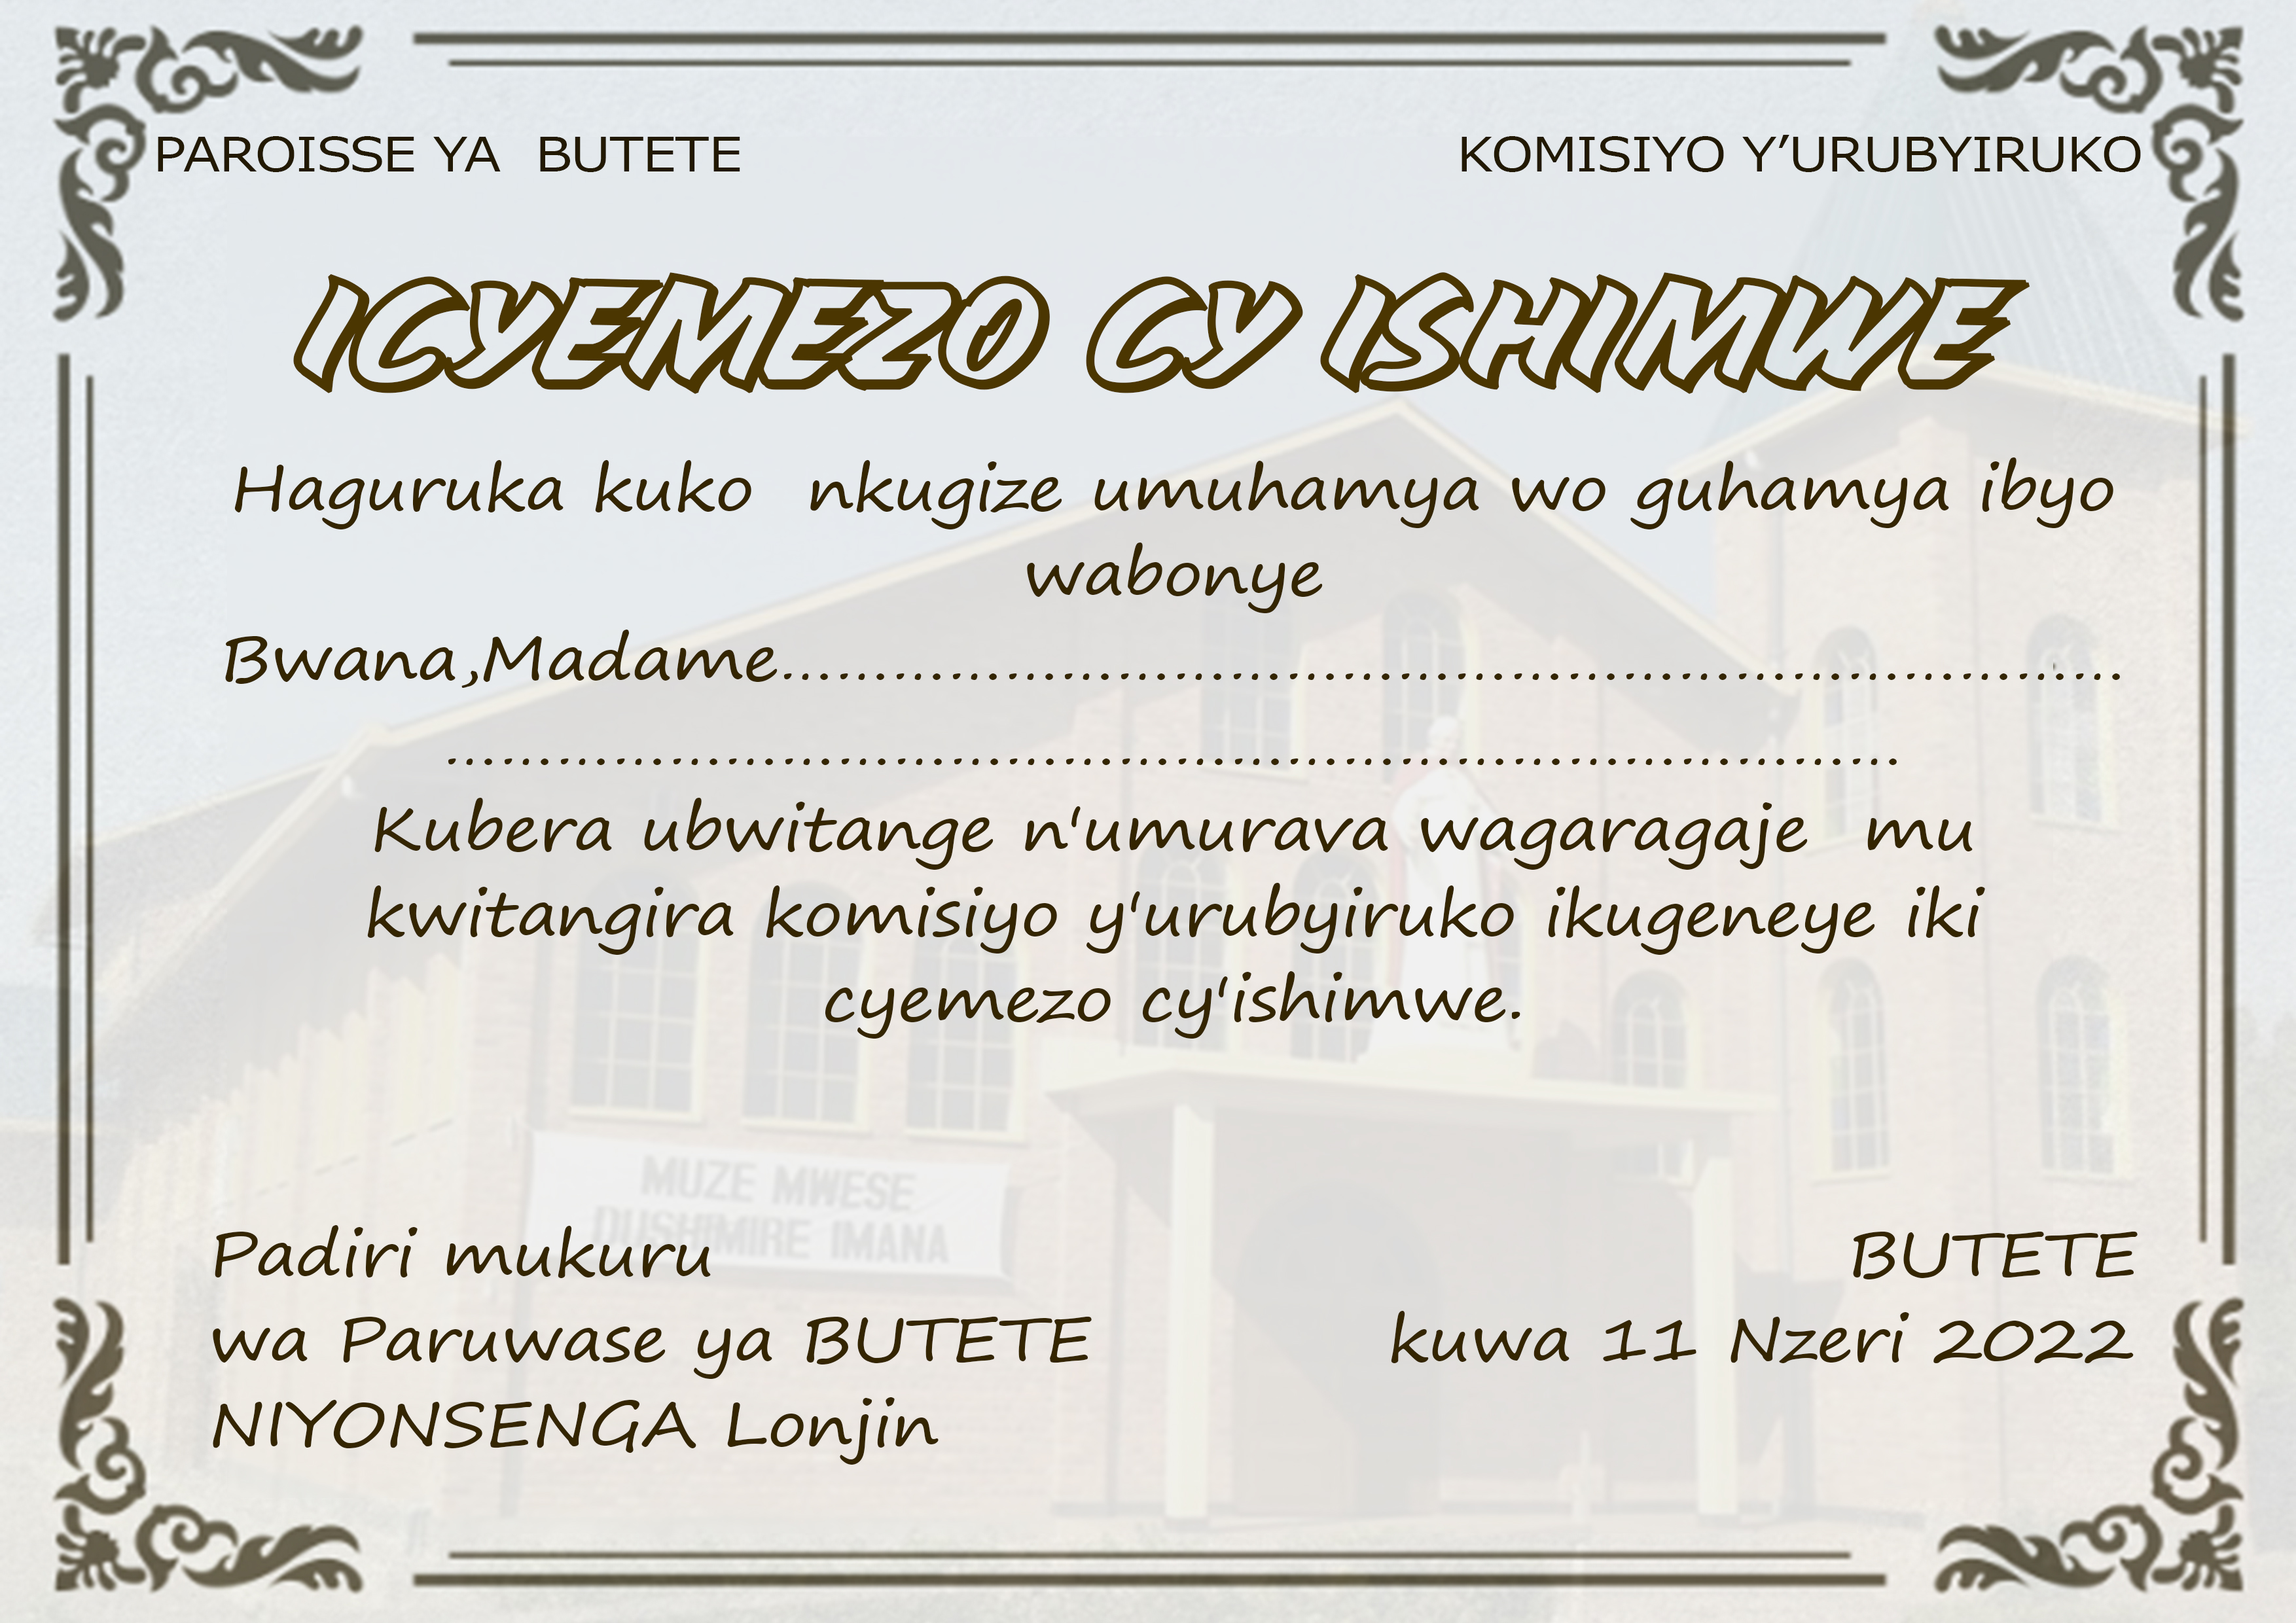 PAROISSE YA BUTETE
KOMISIYO Y’URUBYIRUKO
ICYEMEZO CY ISHIMWE
Haguruka kuko nkugize umuhamya wo guhamya ibyo
wabonye
Bwana,Madame..........................................................................
................................................................................
Kubera ubwitange n'umurava wagaragaje mu
kwitangira komisiyo y'urubyiruko ikugeneye iki
cyemezo cy'ishimwe.
MUZE MWESE
DUSHIMIRE IMANA
Padiri mukuru
wa Paruwase ya BUTETE
NIYONSENGA Lonjin
BUTETE
kuwa 11 Nzeri 2022